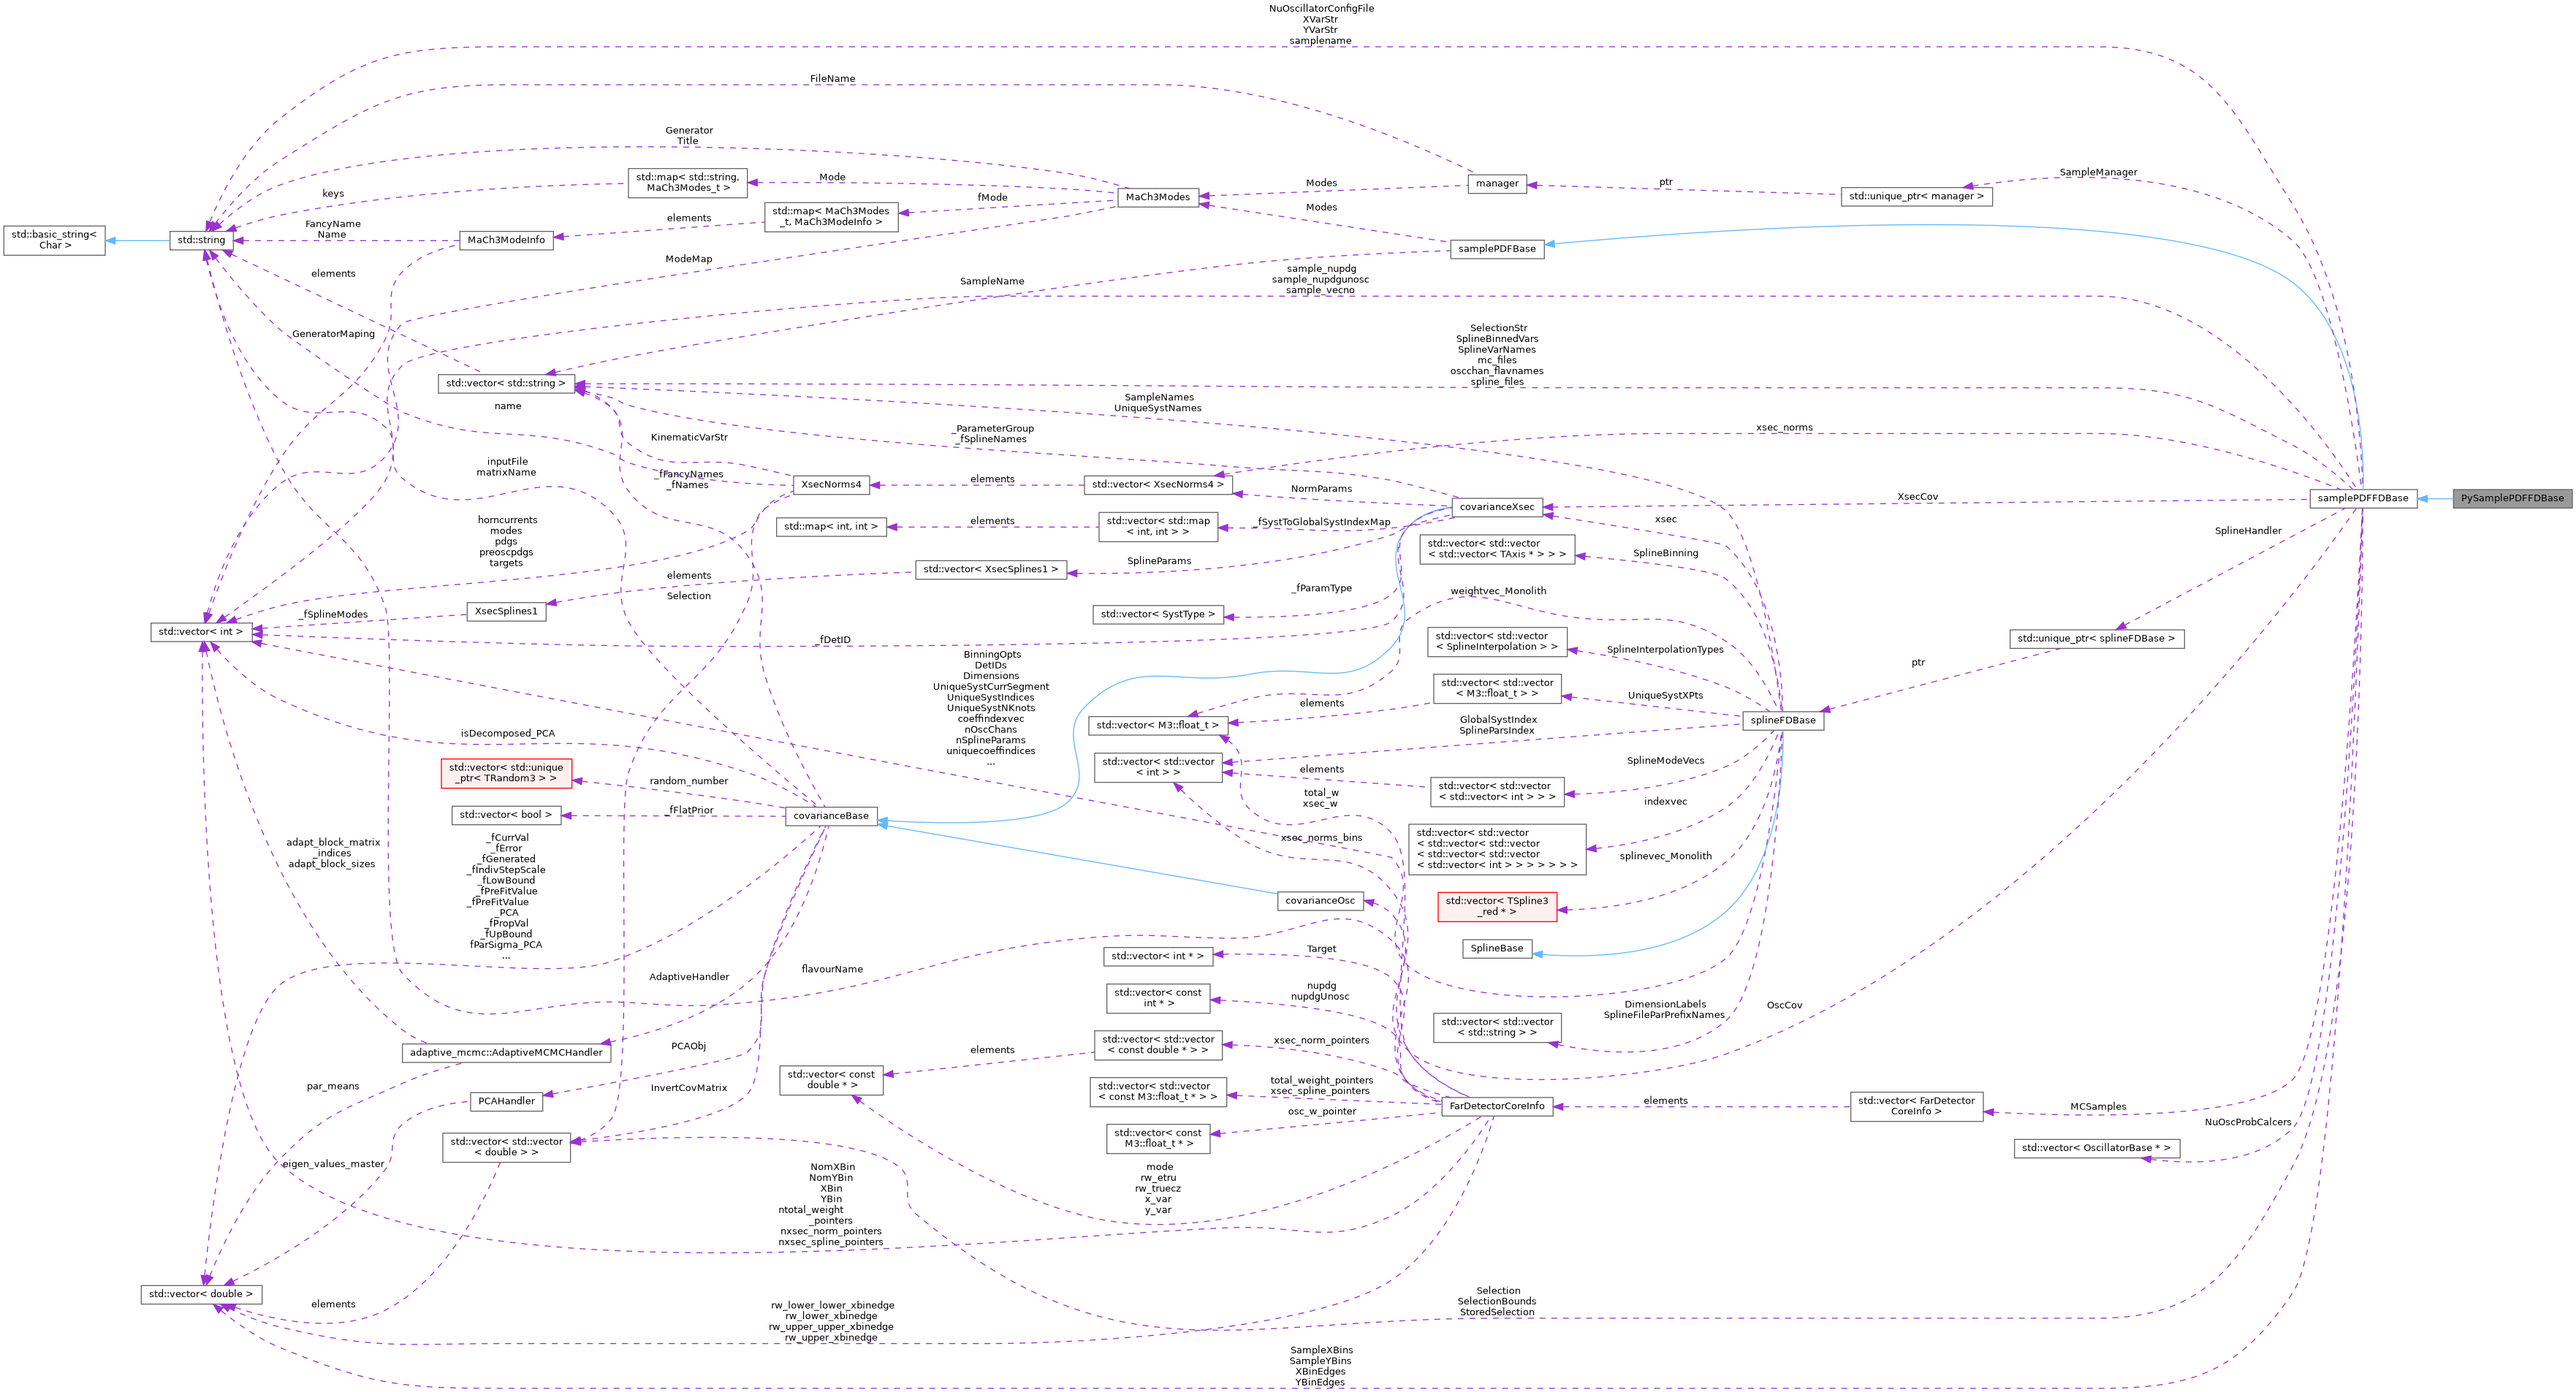 NuOscillatorConfigFile
XVarStr
YVarStr
samplename
FileName
Generator
Title
std::map< std::string,
MaCh3Modes_t >
Mode
keys
MaCh3Modes
fMode
Modes
manager
ptr
std::unique_ptr< manager >
SampleManager
std::map< MaCh3Modes
_t, MaCh3ModeInfo >
elements
Modes
std::basic_string<
Char >
std::string
FancyName
Name
MaCh3ModeInfo
samplePDFBase
elements
ModeMap
SampleName
sample_nupdg
sample_nupdgunosc
sample_vecno
GeneratorMaping
std::vector< std::string >
SelectionStr
SplineBinnedVars
SplineVarNames
mc_files
oscchan_flavnames
spline_files
name
SampleNames
UniqueSystNames
KinematicVarStr
_ParameterGroup
_fSplineNames
xsec_norms
inputFile
matrixName
_fFancyNames
_fNames
XsecNorms4
elements
std::vector< XsecNorms4 >
NormParams
covarianceXsec
XsecCov
samplePDFFDBase
PySamplePDFFDBase
std::map< int, int >
elements
std::vector< std::map
< int, int > >
_fSystToGlobalSystIndexMap
xsec
horncurrents
modes
pdgs
preoscpdgs
targets
std::vector< std::vector
< std::vector< TAxis * > > >
SplineBinning
SplineHandler
elements
std::vector< XsecSplines1 >
SplineParams
Selection
_fParamType
weightvec_Monolith
_fSplineModes
XsecSplines1
std::vector< SystType >
std::vector< int >
_fDetID
std::vector< std::vector
< SplineInterpolation > >
SplineInterpolationTypes
std::unique_ptr< splineFDBase >
ptr
BinningOpts
DetIDs
Dimensions
UniqueSystCurrSegment
UniqueSystIndices
UniqueSystNKnots
coeffindexvec
nOscChans
nSplineParams
uniquecoeffindices
...
std::vector< std::vector
< M3::float_t > >
UniqueSystXPts
elements
std::vector< M3::float_t >
GlobalSystIndex
SplineParsIndex
splineFDBase
isDecomposed_PCA
std::vector< std::unique
_ptr< TRandom3 > >
random_number
std::vector< std::vector
< int > >
elements
SplineModeVecs
std::vector< std::vector
< std::vector< int > > >
std::vector< bool >
_fFlatPrior
covarianceBase
total_w
xsec_w
indexvec
adapt_block_matrix
_indices
adapt_block_sizes
_fCurrVal
_fError
_fGenerated
_fIndivStepScale
_fLowBound
_fPreFitValue
_fPreFitValue
_PCA
_fPropVal
_fUpBound
fParSigma_PCA
...
xsec_norms_bins
std::vector< std::vector
< std::vector< std::vector
< std::vector< std::vector
< std::vector< int > > > > > > >
splinevec_Monolith
covarianceOsc
std::vector< TSpline3
_red * >
std::vector< int * >
Target
SplineBase
AdaptiveHandler
flavourName
std::vector< const
int * >
nupdg
nupdgUnosc
DimensionLabels
SplineFileParPrefixNames
OscCov
std::vector< std::vector
< std::string > >
adaptive_mcmc::AdaptiveMCMCHandler
PCAObj
elements
std::vector< std::vector
< const double * > >
xsec_norm_pointers
par_means
InvertCovMatrix
std::vector< const
double * >
std::vector< std::vector
< const M3::float_t * > >
total_weight_pointers
xsec_spline_pointers
PCAHandler
osc_w_pointer
FarDetectorCoreInfo
elements
std::vector< FarDetector
CoreInfo >
MCSamples
std::vector< std::vector
< double > >
std::vector< const
M3::float_t * >
NuOscProbCalcers
std::vector< OscillatorBase * >
eigen_values_master
NomXBin
NomYBin
XBin
YBin
ntotal_weight
_pointers
nxsec_norm_pointers
nxsec_spline_pointers
mode
rw_etru
rw_truecz
x_var
y_var
std::vector< double >
elements
rw_lower_lower_xbinedge
rw_lower_xbinedge
rw_upper_upper_xbinedge
rw_upper_xbinedge
Selection
SelectionBounds
StoredSelection
SampleXBins
SampleYBins
XBinEdges
YBinEdges